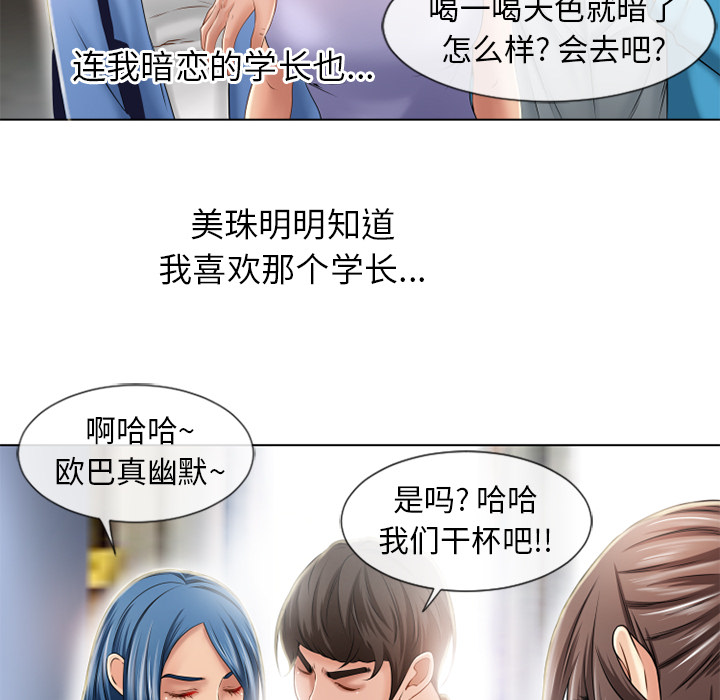 喝一喝天色就暗了
怎么样? 会去吧?
连我暗恋的学长也...
美珠明明知道
我喜欢那个学长...
啊哈哈~
欧巴真幽默~
是吗? 哈哈
我们干杯吧!!